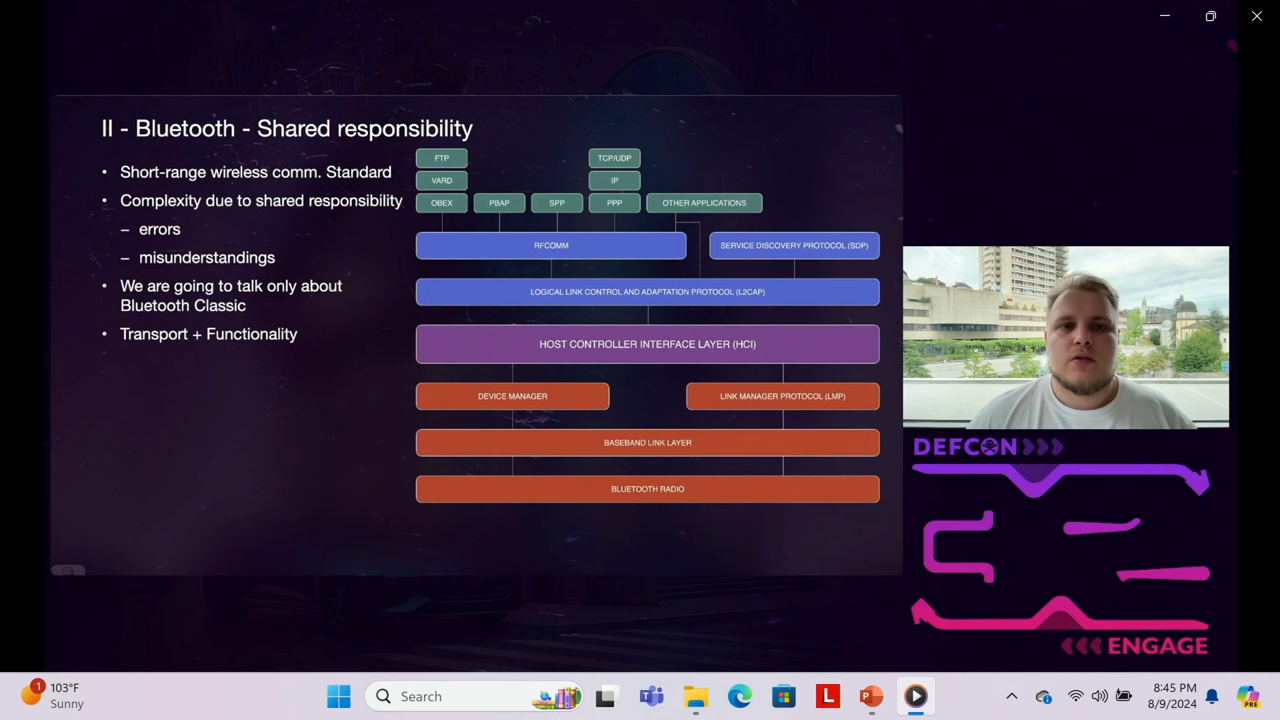 II - Bluetooth - Shared responsibility
• Short-range wireless comm. Standard
• Complexity due to shared responsibility
– errors
– misunderstandings
• We are going to talk only about
Bluetooth Classic
• Transport + Functionality
FTP
TCP/UDP
VARD
IP
OBEX
PBAP
SPP
PPP
OTHER APPLICATIONS
RFCOMM
SERVICE DISCOVERY PROTOCOL (SDP)
LOGICAL LINK CONTROL AND ADAPTATION PROTOCOL (L2CAP)
HOST CONTROLLER INTERFACE LAYER (HCI)
DEVICE MANAGER
LINK MANAGER PROTOCOL (LMP)
BASEBAND LINK LAYER
BLUETOOTH RADIO
DEFCON
ENGAGE
1
103°F
Sunny
Search
T
L
P
PRE
8:45 PM
8/9/2024